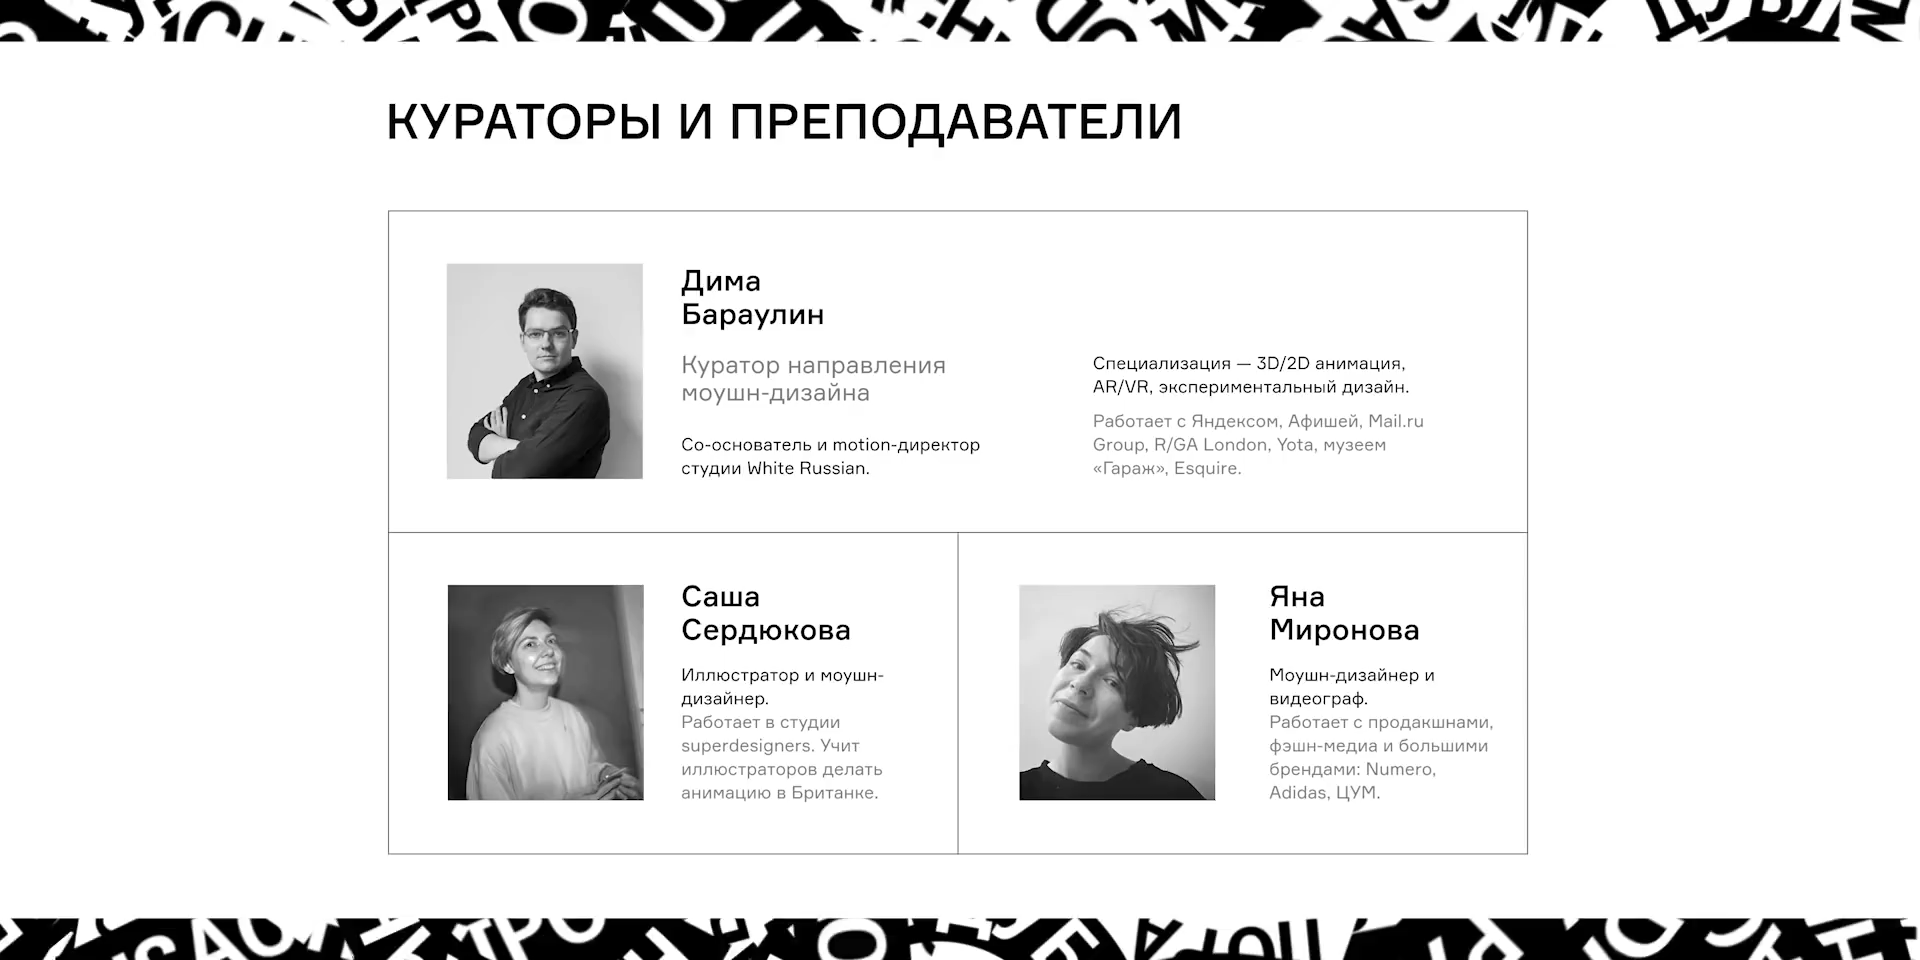 КУРАТОРЫ И ПРЕПОДАВАТЕЛИ
Дима
Бараулин
Куратор направления
моушн-дизайна
Со-основатель и motion-директор
студии White Russian.
Специализация — 3D/2D анимация,
AR/VR, экспериментальный дизайн.
Работает с Яндексом, Афишей, Mail.ru
Group, R/GA London, Yota, музеем
«Гараж», Esquire.
Саша
Сердюкова
Иллюстратор и моушн-
дизайнер.
Работает в студии
superdesigners. Учит
иллюстраторов делать
анимацию в Британке.
Яна
Миронова
Моушн-дизайнер и
видеограф.
Работает с продакшнами,
фэшн-медиа и большими
брендами: Numero,
Adidas, ЦУМ.